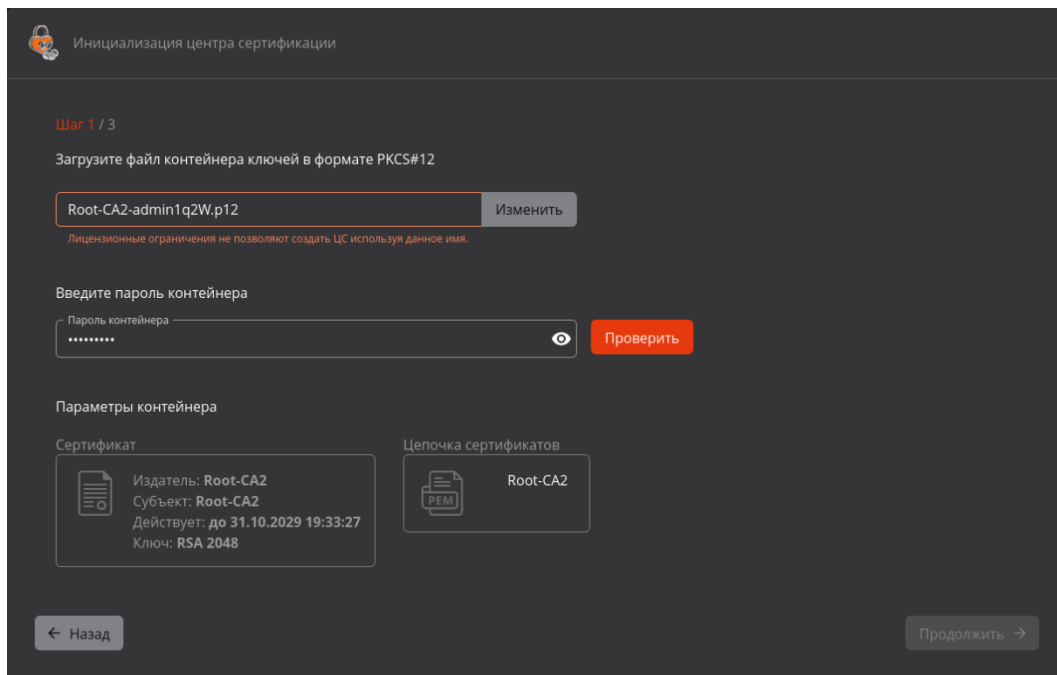 Инициализация центра сертификации
Шаг 1 / 3
Загрузите файл контейнера ключей в формате PKCS#12
Root-CA2-admin1q2W.p12
Изменить
Лицензионные ограничения не позволяют создать ЦС используя данное имя.
Введите пароль контейнера
Пароль контейнера
•••••••••
Проверить
Параметры контейнера
Сертификат
Издатель: Root-CA2
Субъект: Root-CA2
Действует: до 31.10.2029 19:33:27
Ключ: RSA 2048
Цепочка сертификатов
PEM
Root-CA2
← Назад
Продолжить →